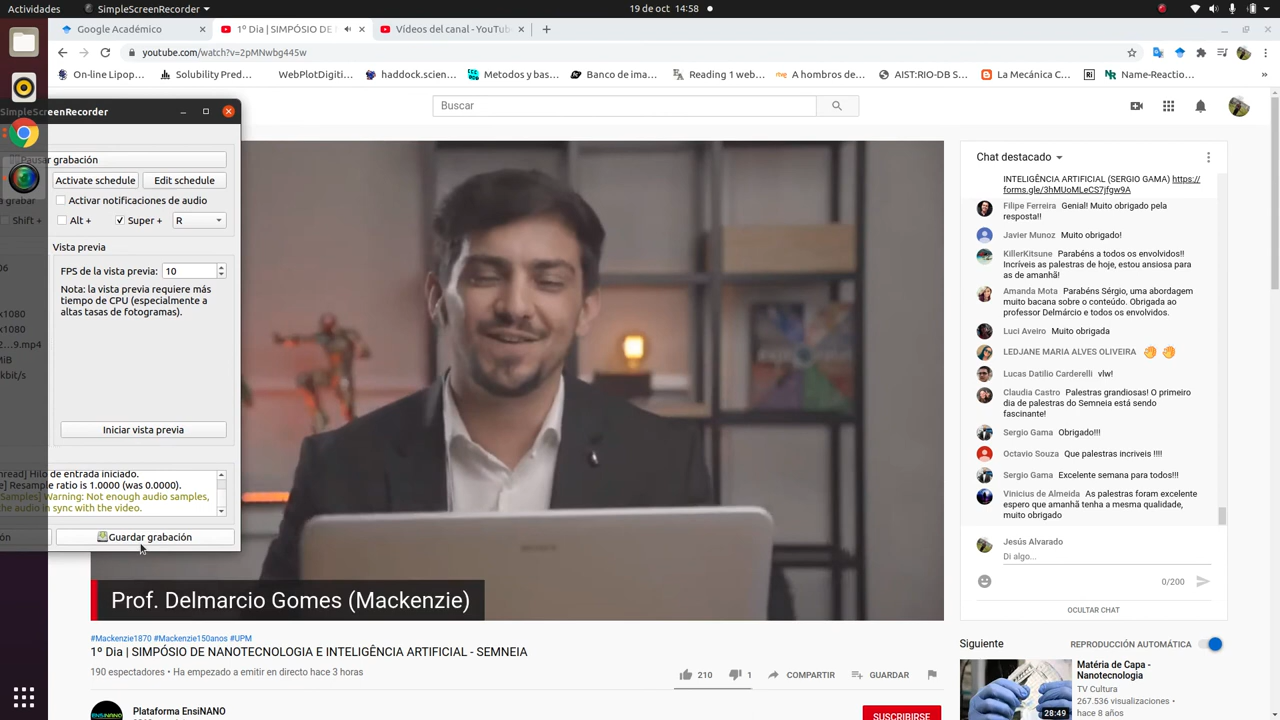 SimpleScreenRecorder
19 de oct 14:58
Google Académico
1º Dia | SIMPÓSIO DE
Vídeos del canal - YouTub
youtube.com/watch?v=2pMNwbg445w
On-line Lipop... Solubility Pred... WebPlotDigiti... haddock.scien... Metodos y bas... Banco de ima... Reading 1 web... A hombros de... AIST:RIO-DB S... La Mecánica C... Name-Reactio... »
SimpleScreenRecorder
Buscar
Pausar grabación
Activate schedule Edit schedule
Activar notificaciones de audio
grabar
Shift + Alt + Super + R
Vista previa
FPS de la vista previa: 10
Nota: la vista previa requiere más
tiempo de CPU (especialmente a
altas tasas de fotogramas).
06
x1080
x1080
...9.mp4
MiB
kbit/s
Iniciar vista previa
Hilo de entrada iniciado.
Resample ratio is 1.0000 (was 0.0000).
Samples] Warning: Not enough audio samples,
the audio in sync with the video.
Guardar grabación
Prof. Delmarcio Gomes (Mackenzie)
#Mackenzie1870 #Mackenzie150anos #UPM
1º Dia | SIMPÓSIO DE NANOTECNOLOGIA E INTELIGÊNCIA ARTIFICIAL - SEMNEIA
190 espectadores • Ha empezado a emitir en directo hace 3 horas
210 1 COMPARTIR GUARDAR
Plataforma EnsiNANO
ENSINANO
SUSCRIBIRSE
Chat destacado
INTELIGÊNCIA ARTIFICIAL (SERGIO GAMA) https://
forms.gle/3hMUoMLeCS7jfgw9A
Filipe Ferreira Genial! Muito obrigado pela
resposta!!
Javier Munoz Muito obrigado!
KillerKitsune Parabéns a todos os envolvidos!!
Incríveis as palestras de hoje, estou ansiosa para
as de amanhã!
Amanda Mota Parabéns Sérgio, uma abordagem
muito bacana sobre o conteúdo. Obrigada ao
professor Delmárcio e todos os envolvidos.
Luci Aveiro Muito obrigada
LEDJANE MARIA ALVES OLIVEIRA 👏 👏
Lucas Datilio Carderelli vlw!
Claudia Castro Palestras grandiosas! O primeiro
dia de palestras do Semneia está sendo
fascinante!
Sergio Gama Obrigado!!!
Octavio Souza Que palestras incriveis !!!!
Sergio Gama Excelente semana para todos!!!
Vinicius de Almeida As palestras foram excelente
espero que amanhã tenha a mesma qualidade,
muito obrigado
Jesús Alvarado
Di algo...
0/200
OCULTAR CHAT
Siguiente REPRODUCCIÓN AUTOMÁTICA
Matéria de Capa -
Nanotecnologia
TV Cultura
267.536 visualizaciones •
hace 8 años
28:49